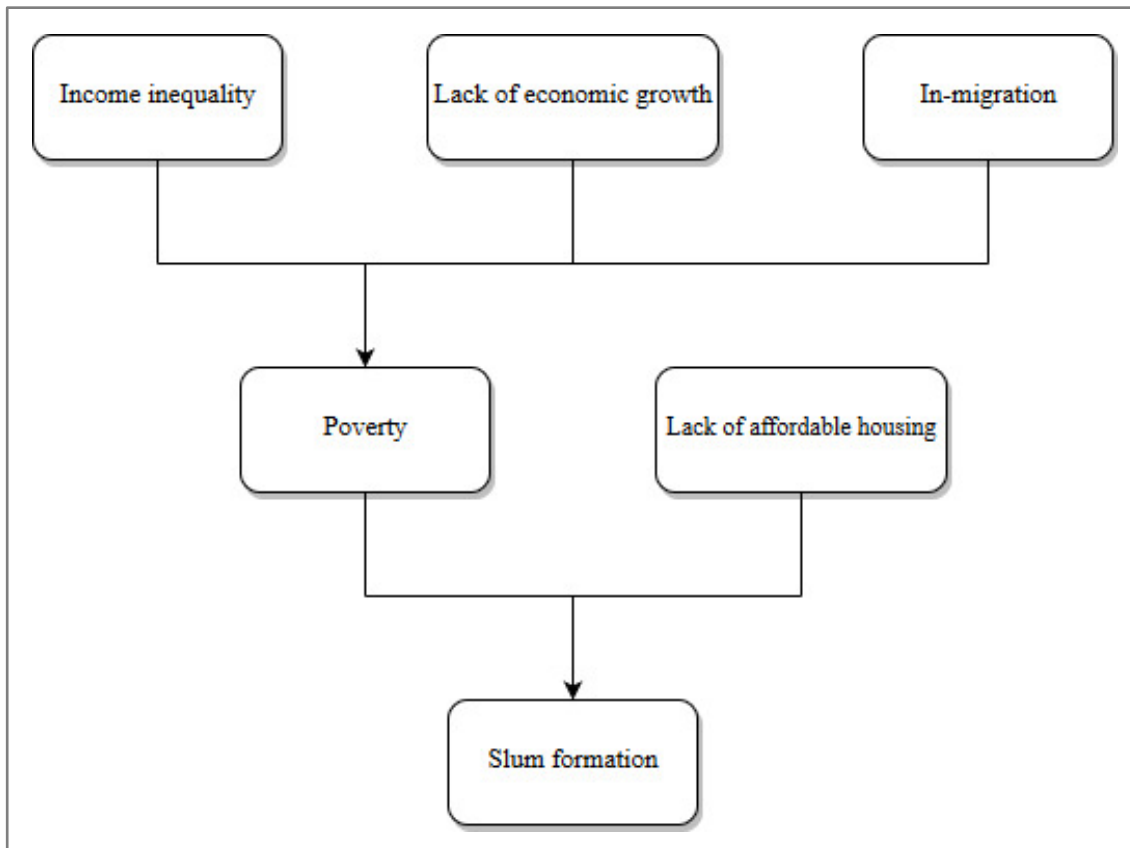 Income inequality
Lack of economic growth
In-migration
Poverty
Lack of affordable housing
Slum formation